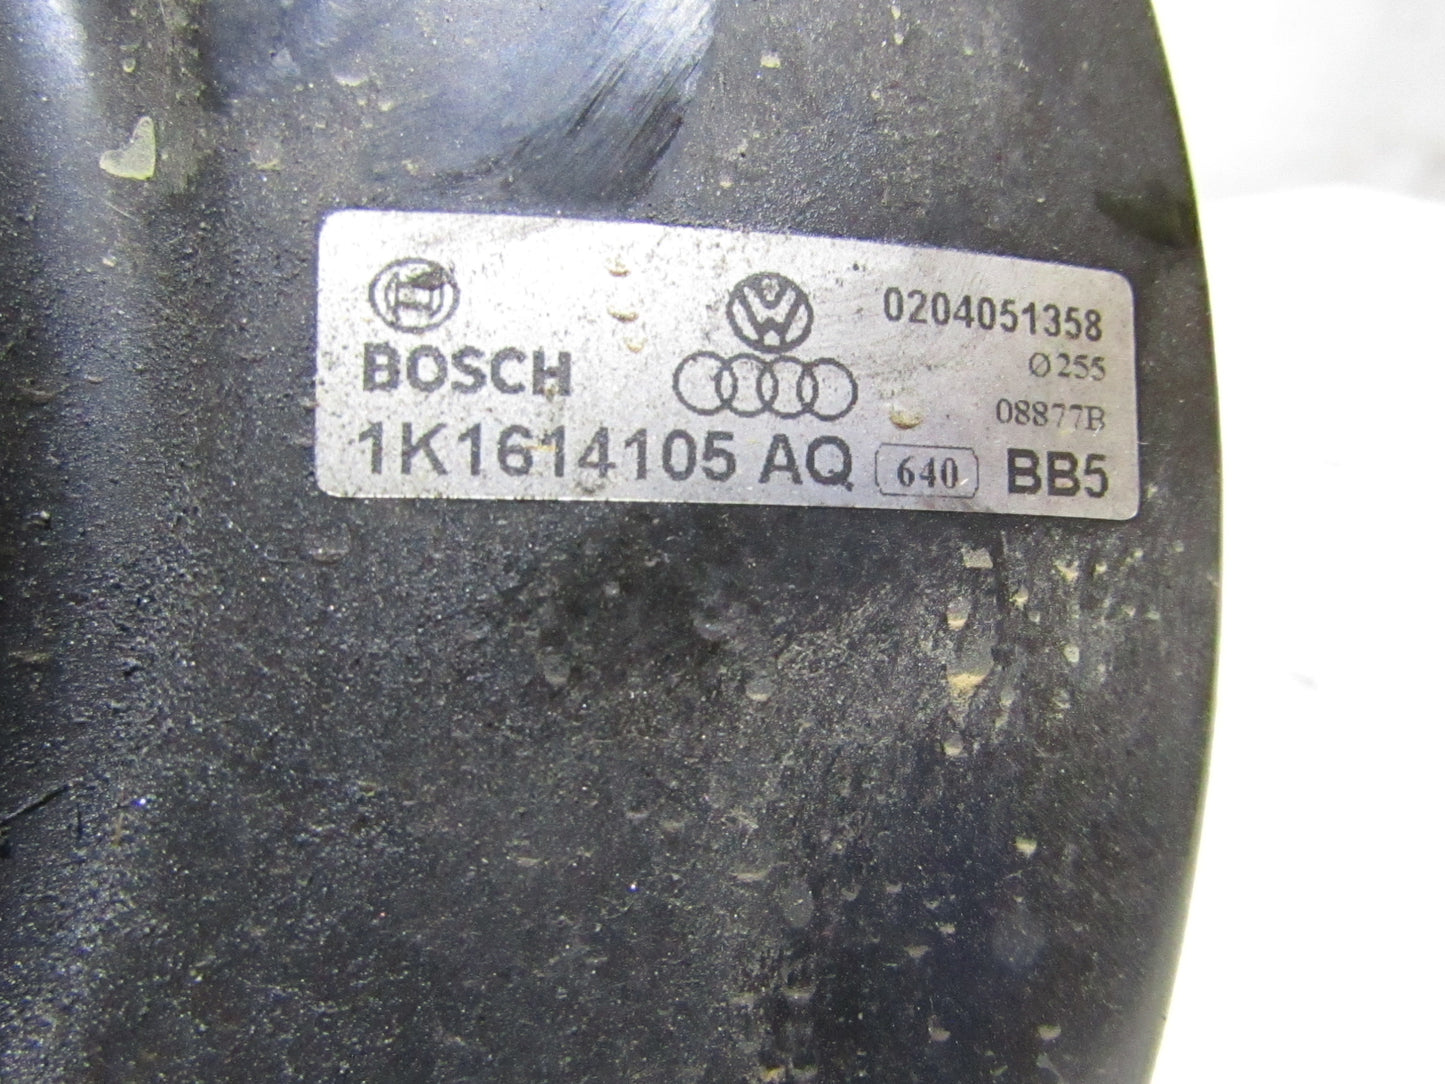 0204051358
BOSCH
Ø255
08877B
1K1614105 AQ 640 BB5